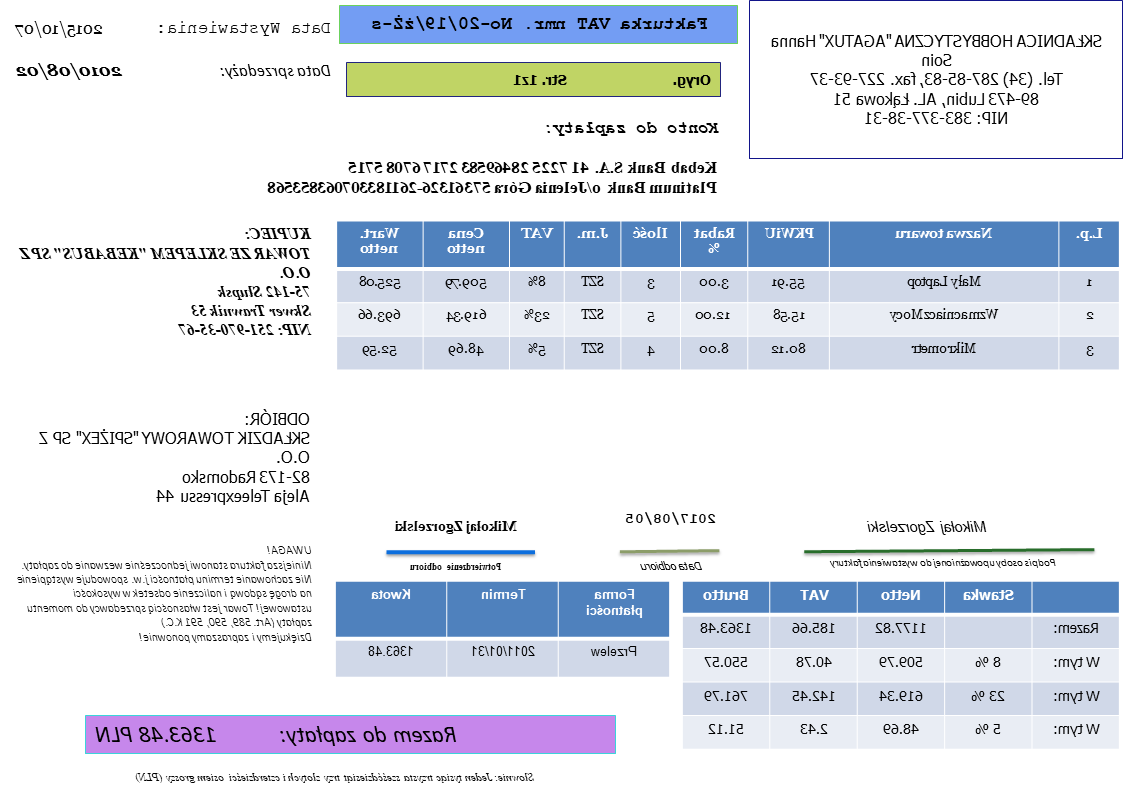 SKŁADNICA HOBBYSTYCZNA "AGATUX" Hanna
Soin
Tel. (34) 287-85-83, fax. 227-93-37
89-473 Lubin, AL. Łąkowa 51
NIP: 383-377-38-31
Fakturka VAT nmr. No-20/19/żŻ-s
Oryg. Str. 1z1
Data Wystawienia: 2015/10/07
Data sprzedaży: 2010/08/02
Konto do zapłaty:
Kebab Bank S.A. 41 7225 28469583 2717 6708 5715
Platinum Bank o/Jelenia Góra 57361326-261183307063853568
L.p. Nazwa towaru PKWiU Rabat % Ilość J.m. VAT Cena netto Wart. netto
1 Mały Laptop 55.91 3.00 3 SZT 8% 509.79 525.08
2 Wzmacniacz Mocy 15.58 12.00 5 SZT 23% 619.34 693.66
3 Mikrometr 80.12 8.00 4 SZT 5% 48.69 52.59
KUPIEC:
TOWAR ZE SKLEPEM "KEBABUS" SP Z
O.O.
75-142 Słupsk
Skwer Trawnik 53
NIP: 251-970-35-67
ODBIÓR:
SKŁADZIK TOWAROWY "SPIŻEX" SP Z
O.O.
82-173 Radomsko
Aleja Teleexpressu 44
Mikołaj Zgorzelski
Podpis osoby upoważnionej do wystawienia faktury
2017/08/05
Data odbioru
Mikołaj Zgorzelski
Potwierdzenie odbioru
UWAGA!
Niniejsza faktura stanowi jednocześnie wezwanie do zapłaty.
Nie zachowanie terminu płatności j.w. spowoduje wystąpienie
na drogę sądową i naliczenie odsetek w wysokości
ustawowej! Towar jest własnością sprzedawcy do momentu
zapłaty (Art. 589, 590, 591 K.C.)
Dziękujemy i zapraszamy ponownie!
Stawka Netto VAT Brutto
Razem: 1177.82 185.66 1363.48
W tym: 8 % 509.79 40.78 550.57
W tym: 23 % 619.34 142.45 761.79
W tym: 5 % 48.69 2.43 51.12
Forma płatności Termin Kwota
Przelew 2011/01/31 1363.48
Razem do zapłaty: 1363.48 PLN
Słownie: Jeden tysiąc trzysta sześćdziesiąt trzy złotych i czterdzieści osiem groszy (PLN)